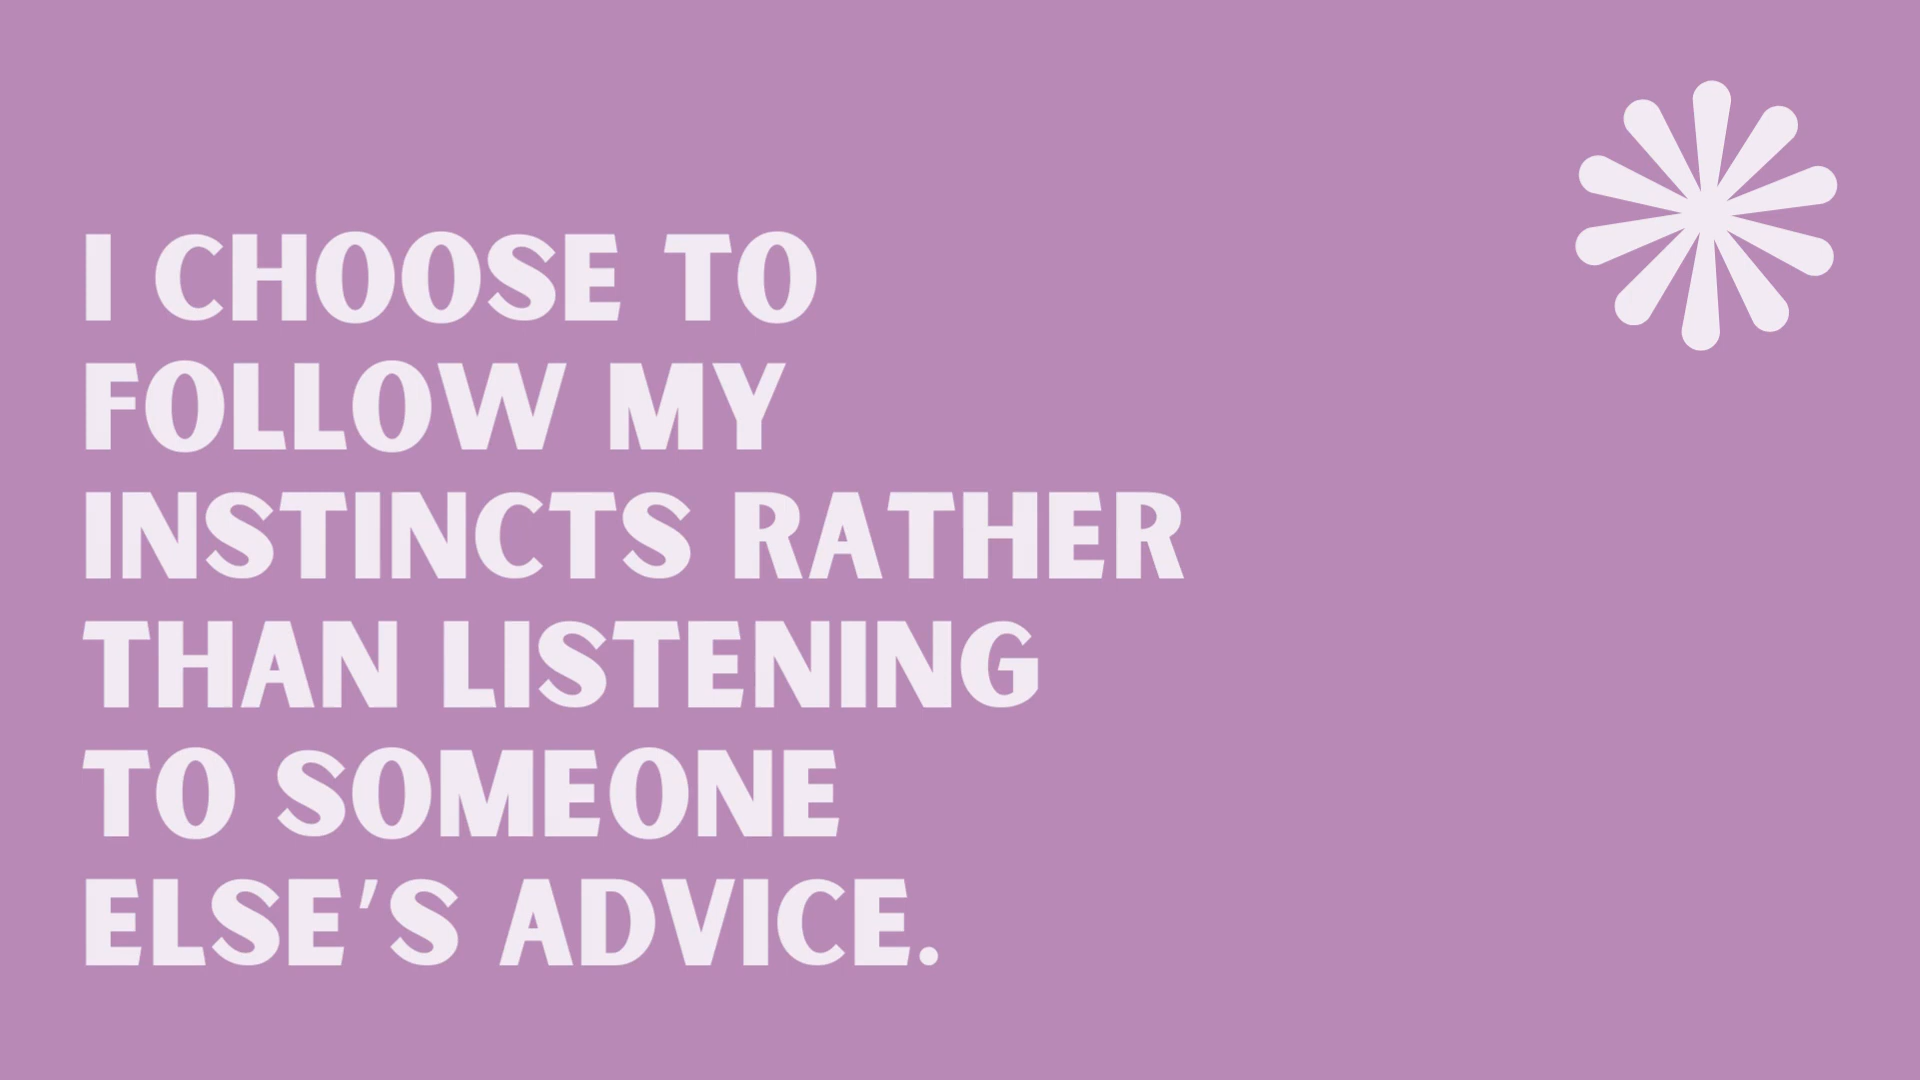 I CHOOSE TO
FOLLOW MY
INSTINCTS RATHER
THAN LISTENING
TO SOMEONE
ELSE'S ADVICE.